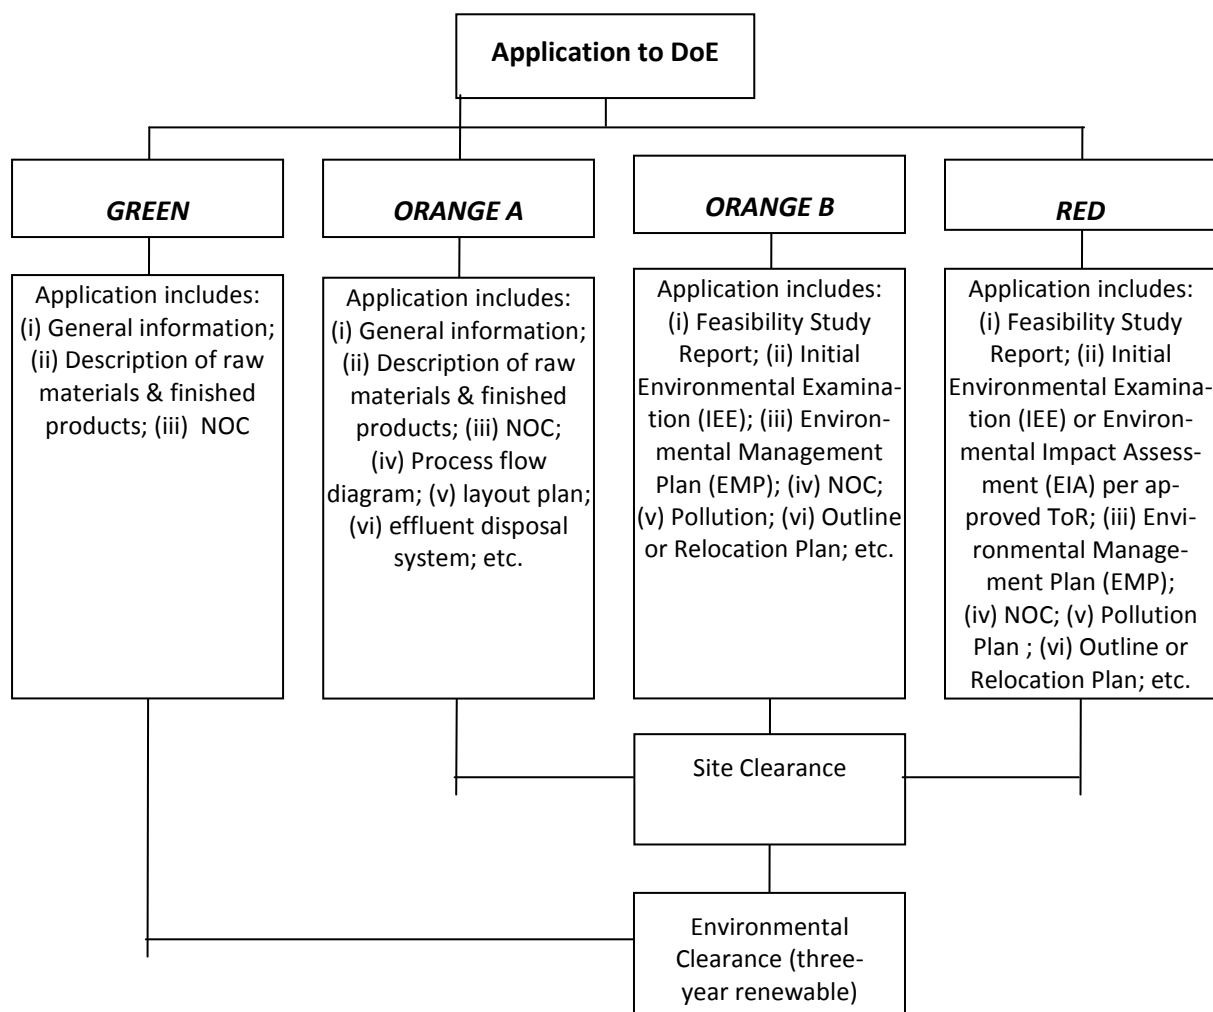 Application to DoE
GREEN
ORANGE A
ORANGE B
RED
Application includes:
(i) General information;
(ii) Description of raw
materials & finished
products; (iii) NOC
Application includes:
(i) General information;
(ii) Description of raw
materials & finished
products; (iii) NOC;
(iv) Process flow
diagram; (v) layout plan;
(vi) effluent disposal
system; etc.
Application includes:
(i) Feasibility Study
Report; (ii) Initial
Environmental Examina-
tion (IEE); (iii) Environ-
mental Management
Plan (EMP); (iv) NOC;
(v) Pollution; (vi) Outline
or Relocation Plan; etc.
Application includes:
(i) Feasibility Study
Report; (ii) Initial
Environmental Examina-
tion (IEE) or Environ-
mental Impact Assess-
ment (EIA) per ap-
proved ToR; (iii) Envi-
ronmental Manage-
ment Plan (EMP);
(iv) NOC; (v) Pollution
Plan ; (vi) Outline or
Relocation Plan; etc.
Site Clearance
Environmental
Clearance (three-
year renewable)